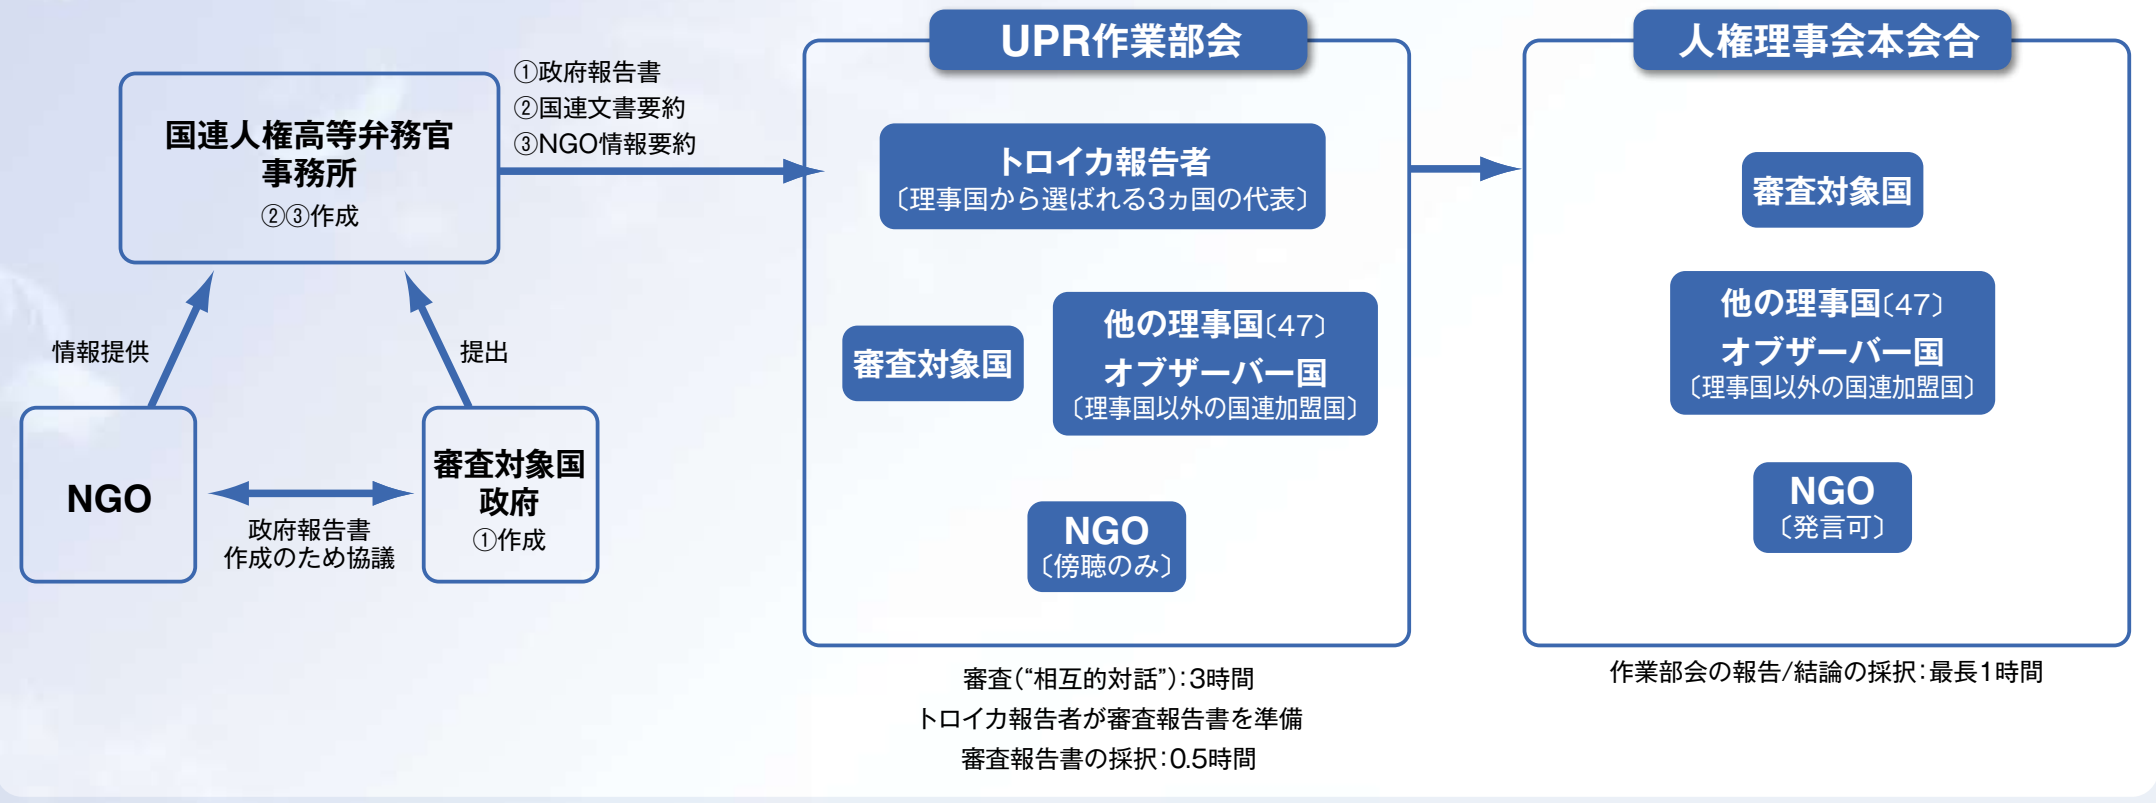 国連人権高等弁務官
事務所
②③作成
①政府報告書
②国連文書要約
③NGO情報要約
情報提供
提出
NGO
政府報告書
作成のため協議
審査対象国
政府
①作成
UPR作業部会
トロイカ報告者
〔理事国から選ばれる3ヵ国の代表〕
審査対象国
他の理事国〔47〕
オブザーバー国
〔理事国以外の国連加盟国〕
NGO
〔傍聴のみ〕
審査(“相互的対話”):3時間
トロイカ報告者が審査報告書を準備
審査報告書の採択:0.5時間
人権理事会本会合
審査対象国
他の理事国〔47〕
オブザーバー国
〔理事国以外の国連加盟国〕
NGO
〔発言可〕
作業部会の報告/結論の採択:最長1時間